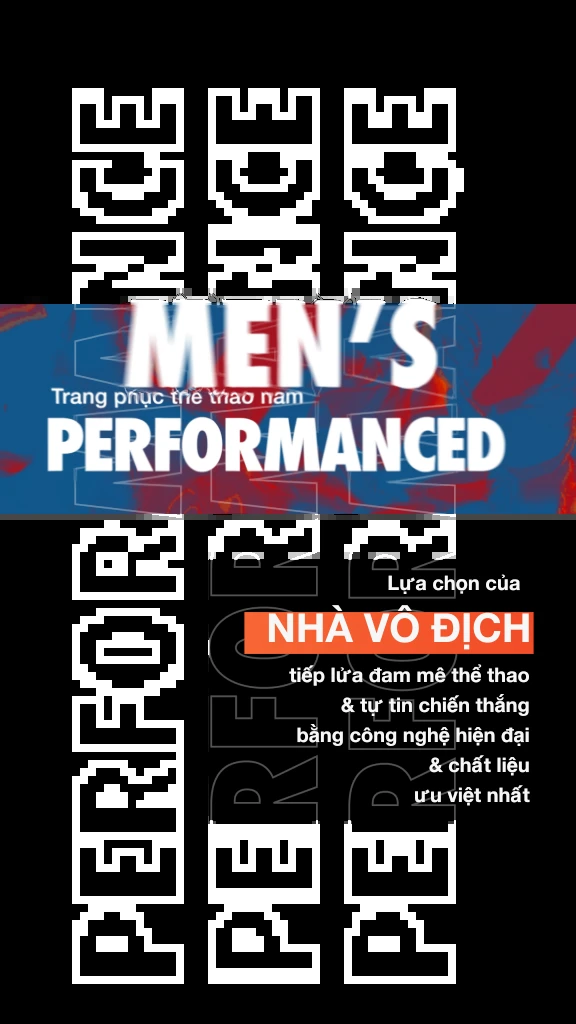 MEN'S
Trang phục thể thao nam
PERFORMANCED
Lựa chọn của
NHÀ VÔ ĐỊCH
tiếp lửa đam mê thể thao
& tự tin chiến thắng
bằng công nghệ hiện đại
& chất liệu
ưu việt nhất
PERFORMANCE
PERFORMANCE
PERFORMANCE